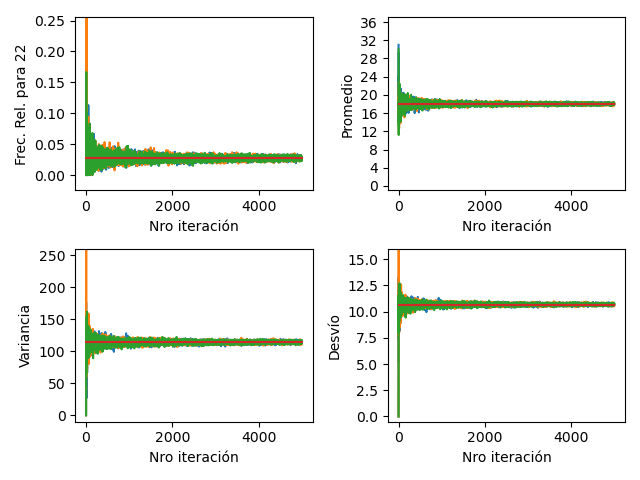 0.25
0.20
0.15
0.10
0.05
0.00
Frec. Rel. para 22
0 2000 4000
Nro iteración
36
32
28
24
20
16
12
8
4
0
Promedio
0 2000 4000
Nro iteración
250
200
150
100
50
0
Variancia
0 2000 4000
Nro iteración
15.0
12.5
10.0
7.5
5.0
2.5
0.0
Desvío
0 2000 4000
Nro iteración